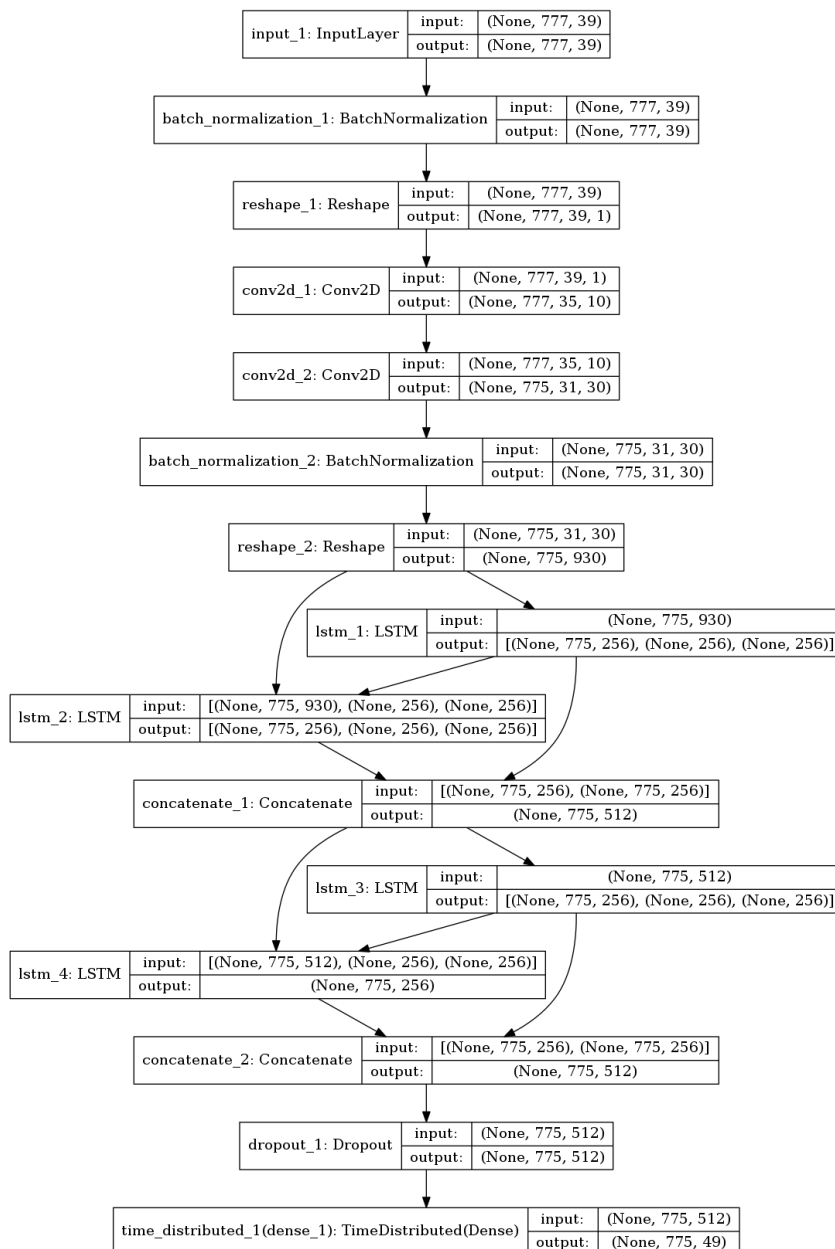 input_1: InputLayer
input: (None, 777, 39)
output: (None, 777, 39)
batch_normalization_1: BatchNormalization
input: (None, 777, 39)
output: (None, 777, 39)
reshape_1: Reshape
input: (None, 777, 39)
output: (None, 777, 39, 1)
conv2d_1: Conv2D
input: (None, 777, 39, 1)
output: (None, 777, 35, 10)
conv2d_2: Conv2D
input: (None, 777, 35, 10)
output: (None, 775, 31, 30)
batch_normalization_2: BatchNormalization
input: (None, 775, 31, 30)
output: (None, 775, 31, 30)
reshape_2: Reshape
input: (None, 775, 31, 30)
output: (None, 775, 930)
lstm_1: LSTM
input: (None, 775, 930)
output: [(None, 775, 256), (None, 256), (None, 256)]
lstm_2: LSTM
input: [(None, 775, 930), (None, 256), (None, 256)]
output: [(None, 775, 256), (None, 256), (None, 256)]
concatenate_1: Concatenate
input: [(None, 775, 256), (None, 775, 256)]
output: (None, 775, 512)
lstm_3: LSTM
input: (None, 775, 512)
output: [(None, 775, 256), (None, 256), (None, 256)]
lstm_4: LSTM
input: [(None, 775, 512), (None, 256), (None, 256)]
output: (None, 775, 256)
concatenate_2: Concatenate
input: [(None, 775, 256), (None, 775, 256)]
output: (None, 775, 512)
dropout_1: Dropout
input: (None, 775, 512)
output: (None, 775, 512)
time_distributed_1(dense_1): TimeDistributed(Dense)
input: (None, 775, 512)
output: (None, 775, 49)